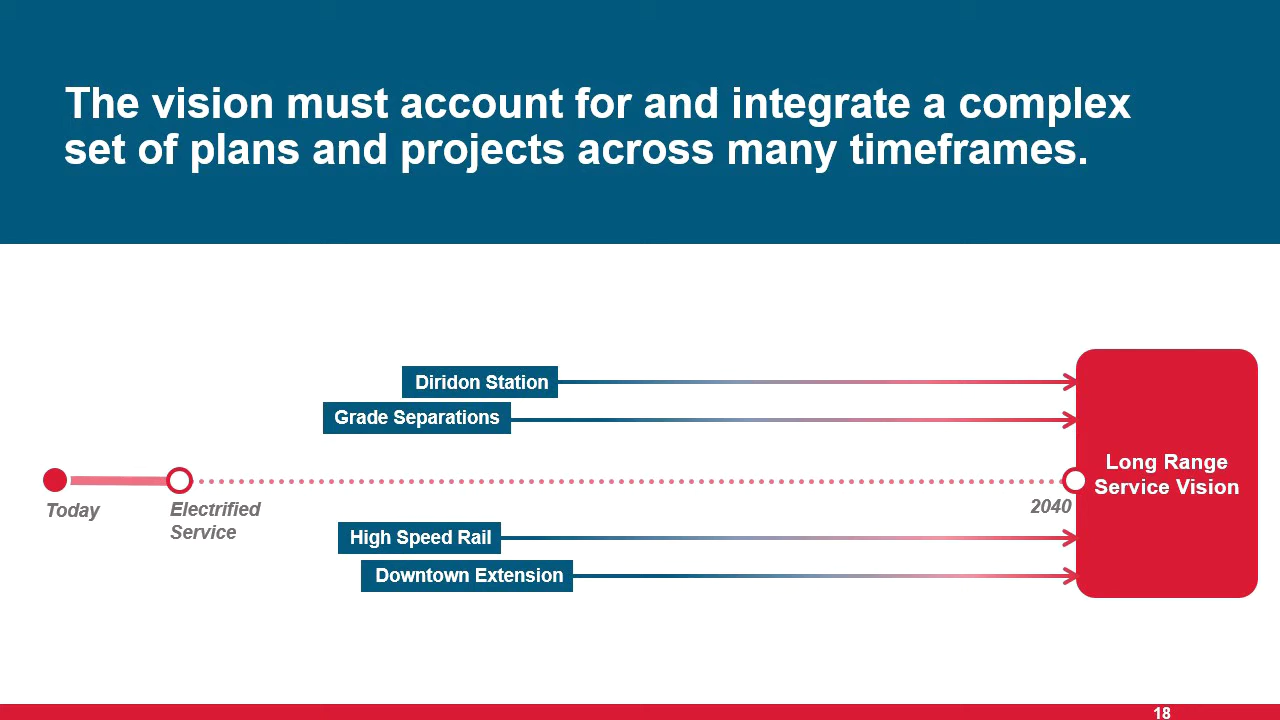 The vision must account for and integrate a complex
set of plans and projects across many timeframes.
Diridon Station
Grade Separations
Today
Electrified
Service
2040
Long Range
Service Vision
High Speed Rail
Downtown Extension
18